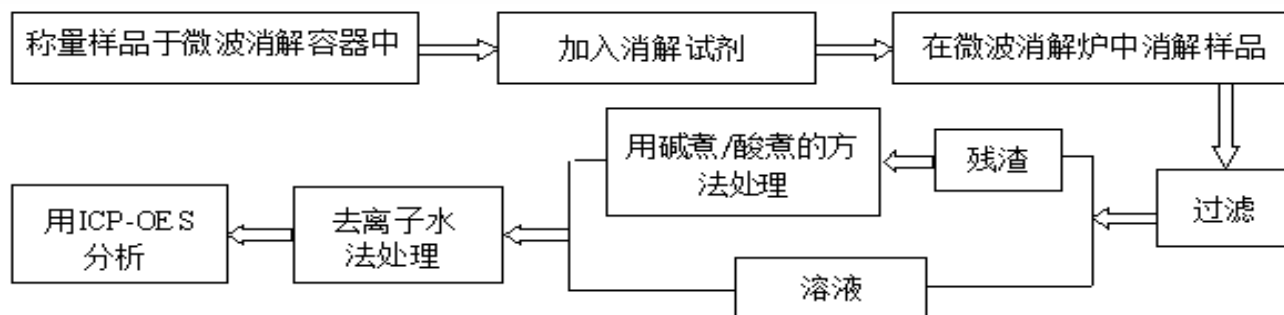 称量样品于微波消解容器中
加入消解试剂
在微波消解炉中消解样品
过滤
残渣
用碱煮/酸煮的方
法处理
溶液
去离子水
法处理
用ICP-OES
分析